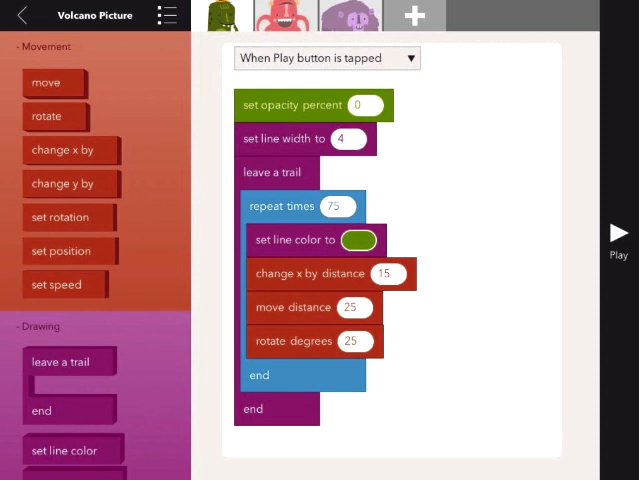 Volcano Picture
- Movement
move
rotate
change x by
change y by
set rotation
set position
set speed
- Drawing
leave a trail
end
set line color
When Play button is tapped
set opacity percent 0
set line width to 4
leave a trail
repeat times 75
set line color to
change x by distance 15
move distance 25
rotate degrees 25
end
end
Play